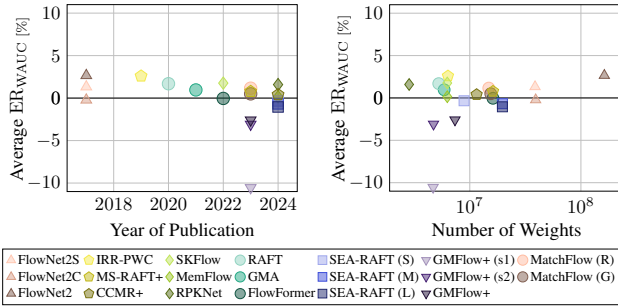 10
5
0
−5
−10
Average ER_WAUC [%]
2018 2020 2022 2024
Year of Publication
10
5
0
−5
−10
Average ER_WAUC [%]
10^7 10^8
Number of Weights
FlowNet2S IRR-PWC SKFlow RAFT SEA-RAFT (S) GMFlow+ (s1) MatchFlow (R)
FlowNet2C MS-RAFT+ MemFlow GMA SEA-RAFT (M) GMFlow+ (s2) MatchFlow (G)
FlowNet2 CCMR+ RPKNet FlowFormer SEA-RAFT (L) GMFlow+